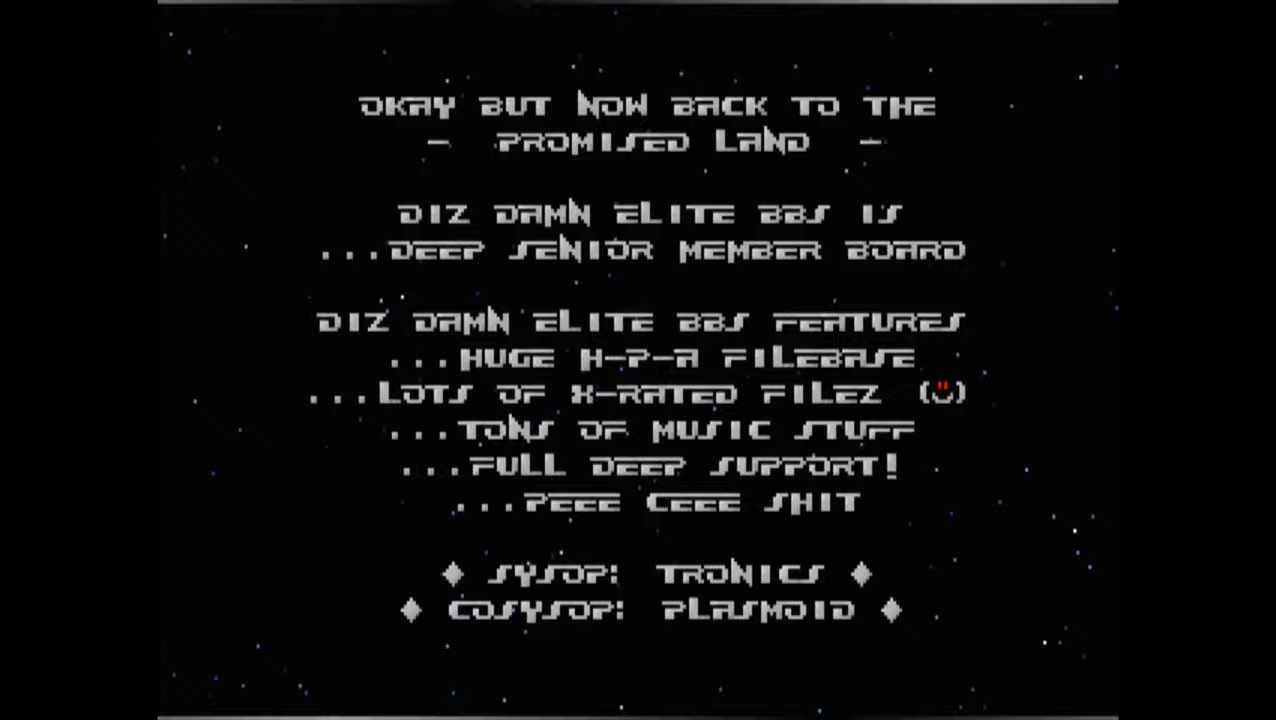 OKAY BUT NOW BACK TO THE
- PROMISED LAND -
DIZ DAMN ELITE BBS IS
...DEEP SENIOR MEMBER BOARD
DIZ DAMN ELITE BBS FEATURES
...HUGE H-P-A FILEBASE
...LOTS OF X-RATED FILEZ (ü)
...TONS OF MUSIC STUFF
...FULL DEEP SUPPORT!
...PEEE CEEE SHIT
♦ SYSOP: TRONICS ♦
♦ COSYSOP: PLASMOID ♦